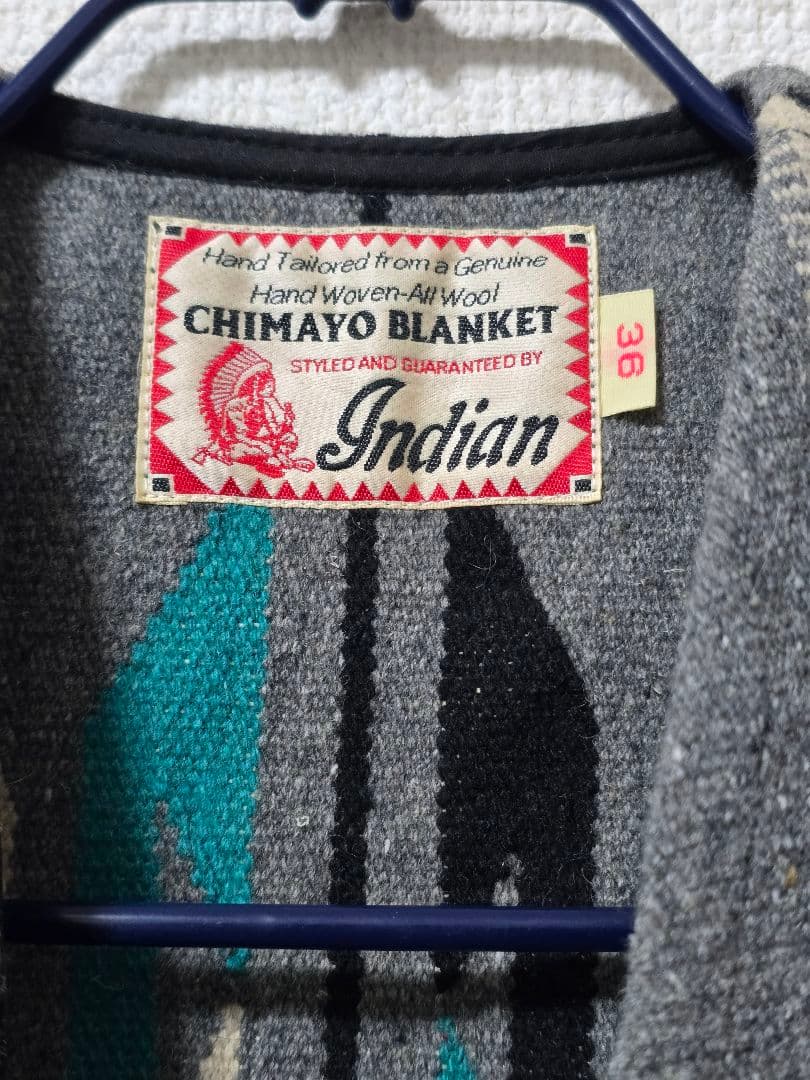 Hand Tailored from a Genuine
Hand Woven-All Wool
CHIMAYO BLANKET
STYLED AND GUARANTEED BY
Indian
36